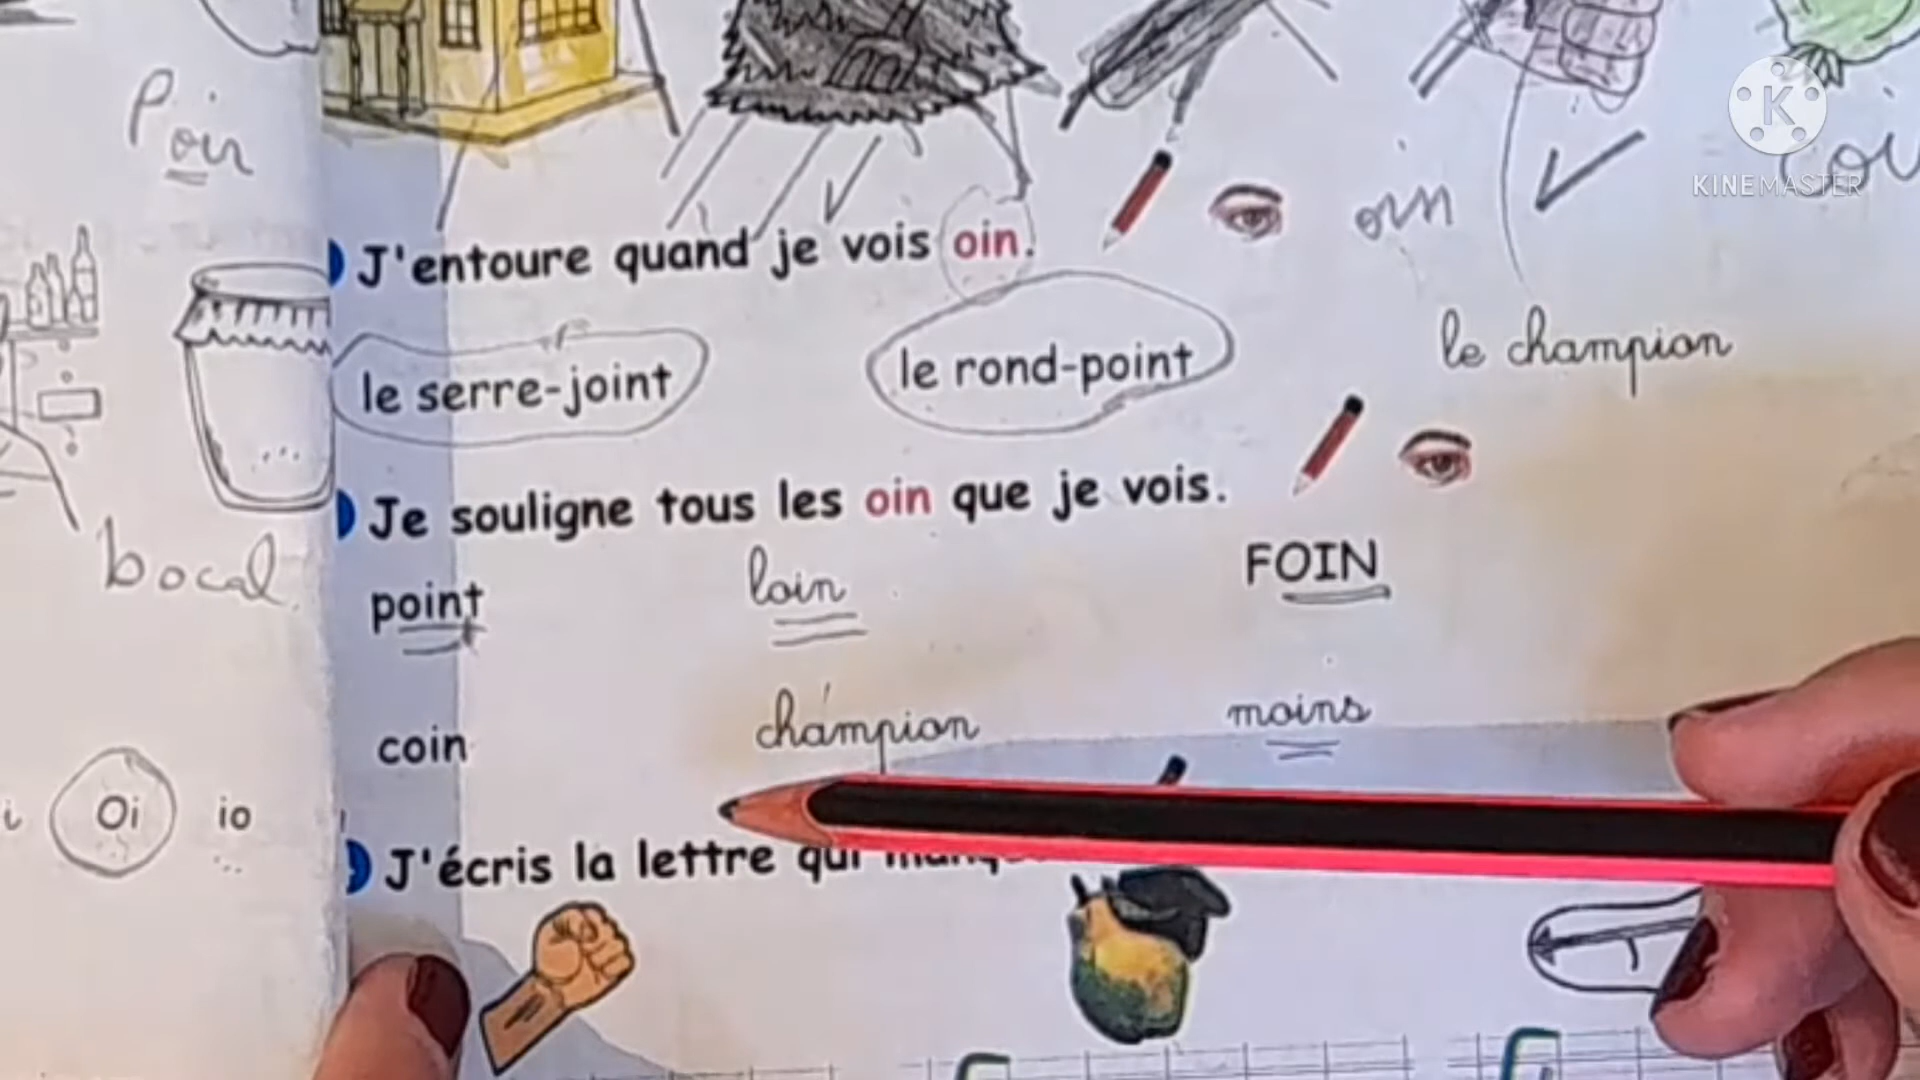 Poin
oin
KINEMASTER
J'entoure quand je vois oin.
le serre-joint le rond-point le champion
Je souligne tous les oin que je vois.
bocal
point loin FOIN
coin champion moins
Oi io
J'écris la lettre qui